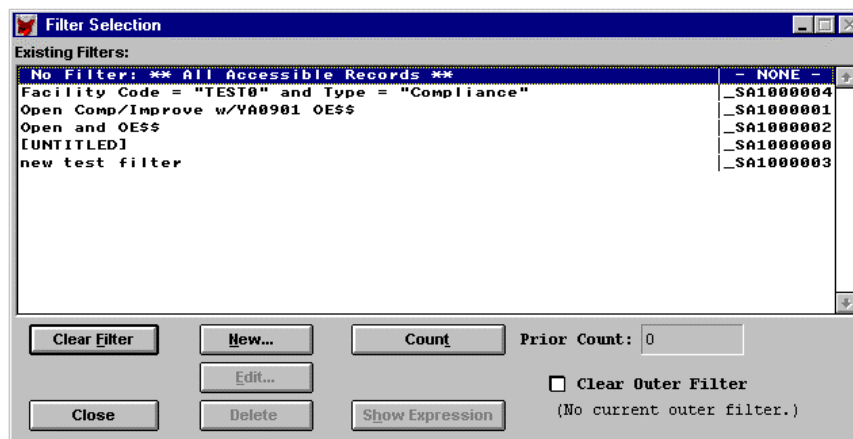 Filter Selection
Existing Filters:
No Filter: ** All Accessible Records ** | - NONE -
Facility Code = "TEST0" and Type = "Compliance" |_SA1000004
Open Comp/Improve w/YA0901 OE$$ |_SA1000001
Open and OE$$ |_SA1000002
[UNTITLED] |_SA1000000
new test filter |_SA1000003
Clear Filter New... Count Prior Count: 0
Edit... Clear Outer Filter
Close Delete Show Expression (No current outer filter.)